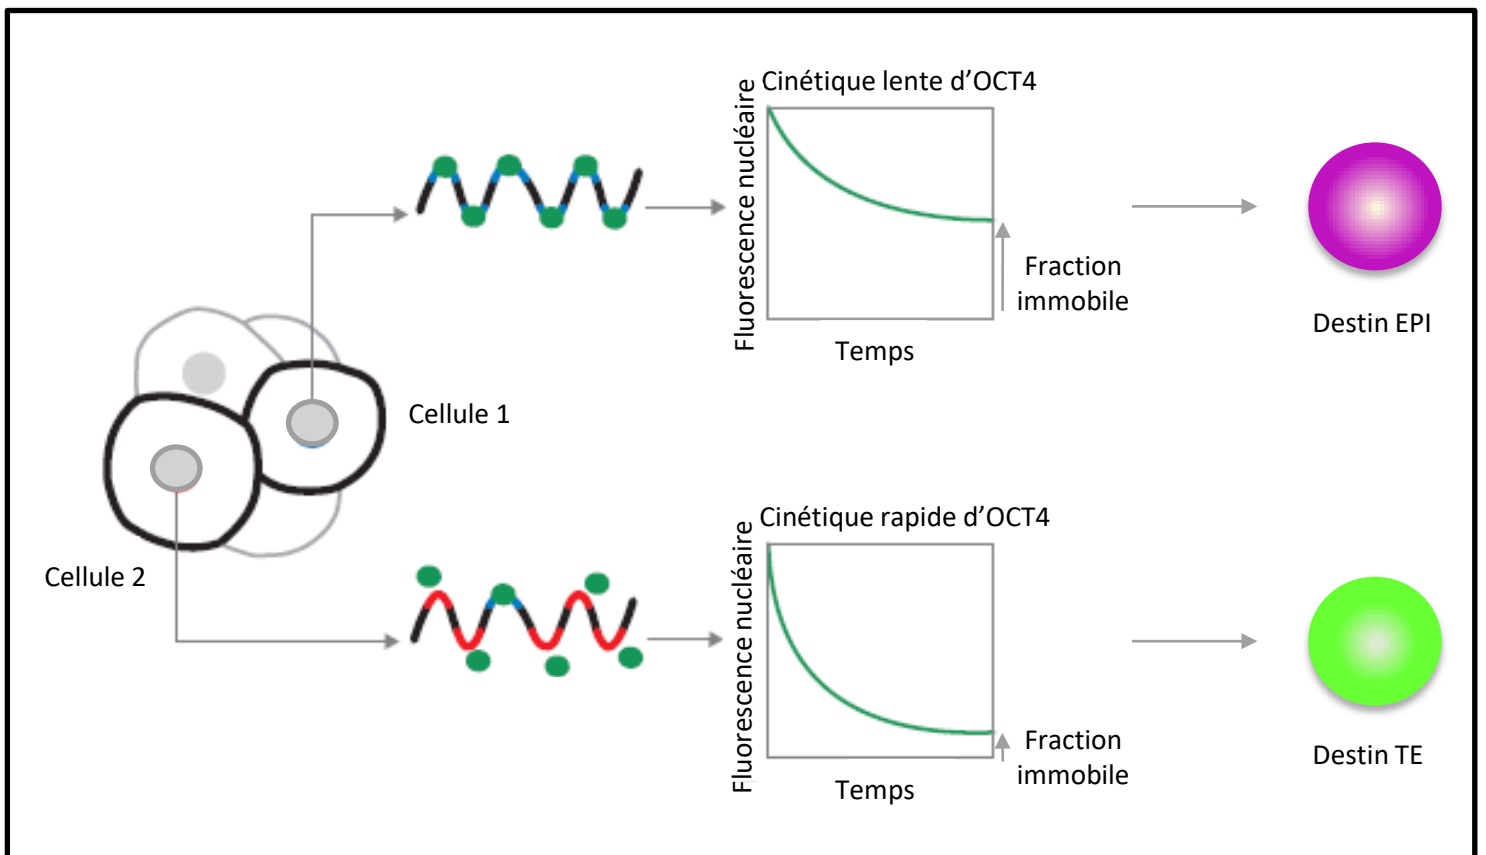 Cinétique lente d’OCT4
Fluorescence nucléaire
Fraction
immobile
Temps
Destin EPI
Cellule 1
Cellule 2
Cinétique rapide d’OCT4
Fluorescence nucléaire
Fraction
immobile
Temps
Destin TE